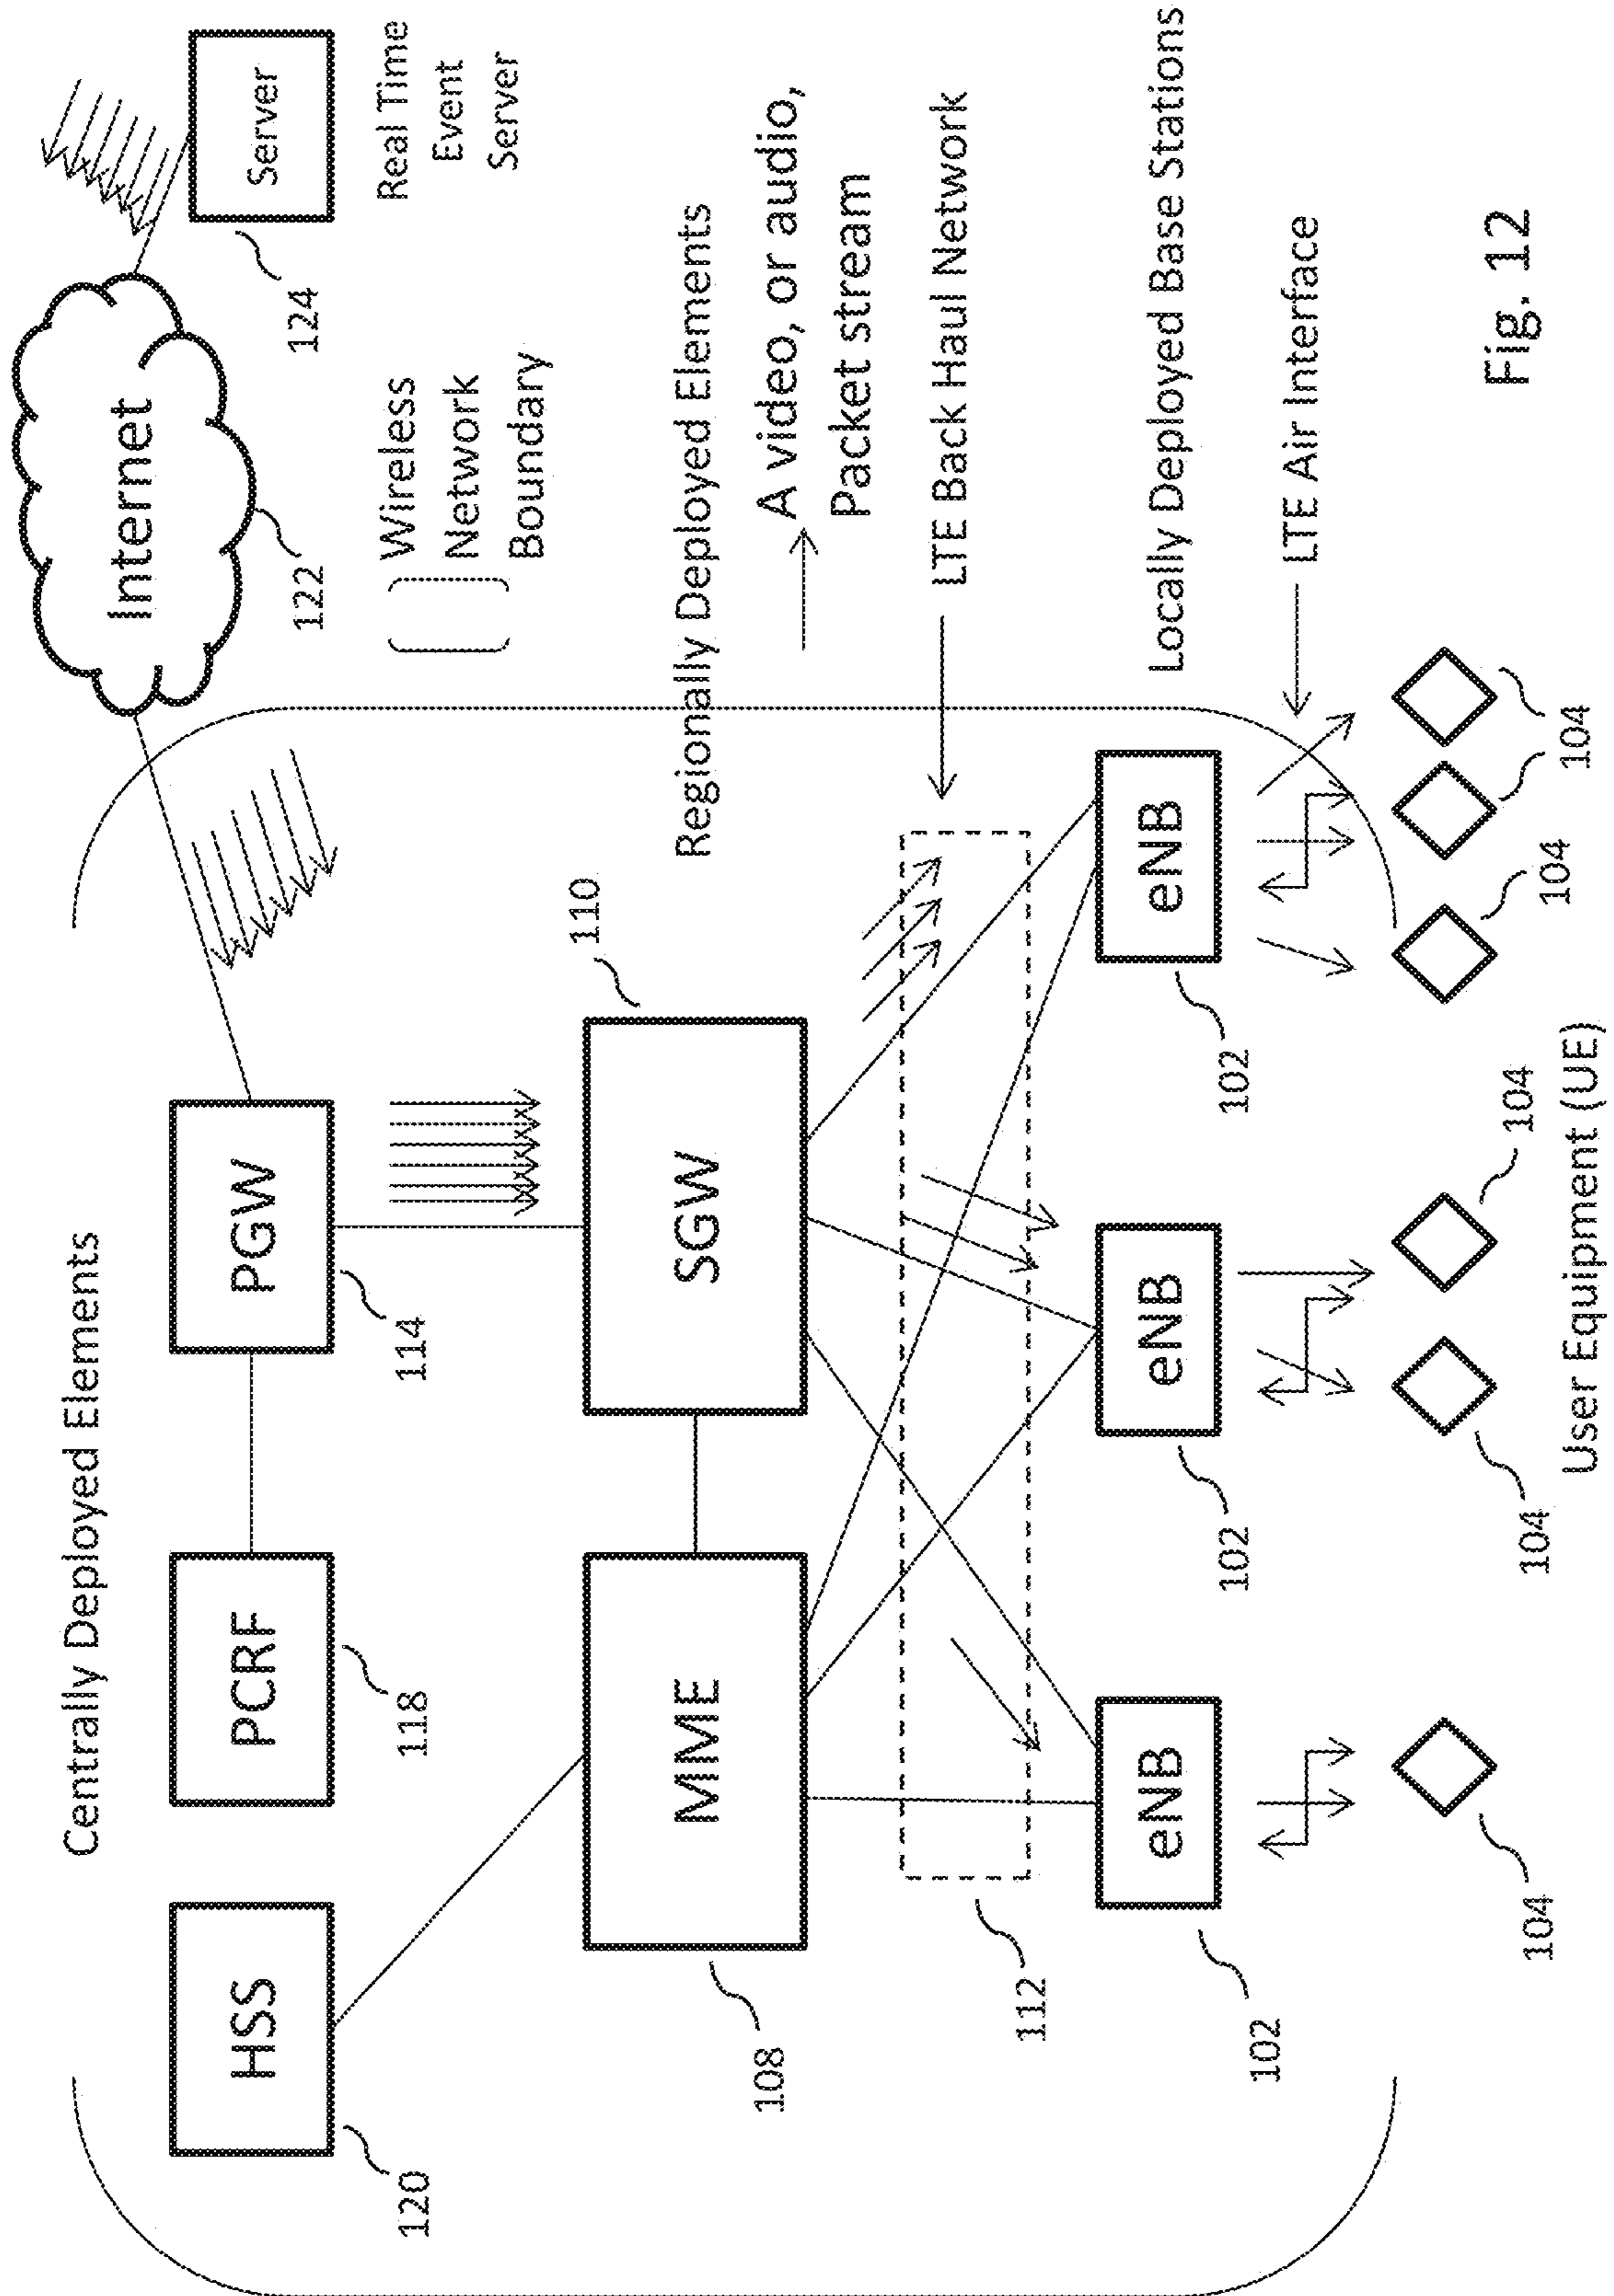 Centrally Deployed Elements
Internet
Server
HSS
PCRF
PGW
120
118
114
122
124
Wireless
Network
Boundary
Real Time
Event
Server
110
MME
SGW
Regionally Deployed Elements
108
A video, or audio,
Packet stream
LTE Back Haul Network
112
eNB
eNB
eNB
Locally Deployed Base Stations
102
102
102
LTE Air Interface
104
104
104
104
104
User Equipment (UE)
Fig. 12